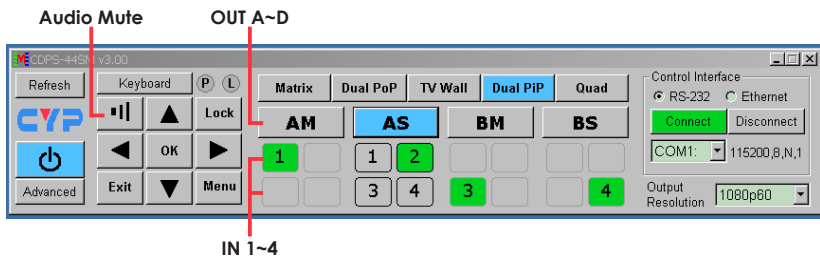 Audio Mute OUT A~D
CDPS-44SM v3.00
Refresh Keyboard P L Matrix Dual PoP TV Wall Dual PiP Quad
Control Interface
RS-232 Ethernet
CYP Lock AM AS BM BS Connect Disconnect
OK 1 1 2 COM1: 115200,8,N,1
Advanced Exit Menu 3 4 3 4 Output Resolution 1080p60
IN 1~4